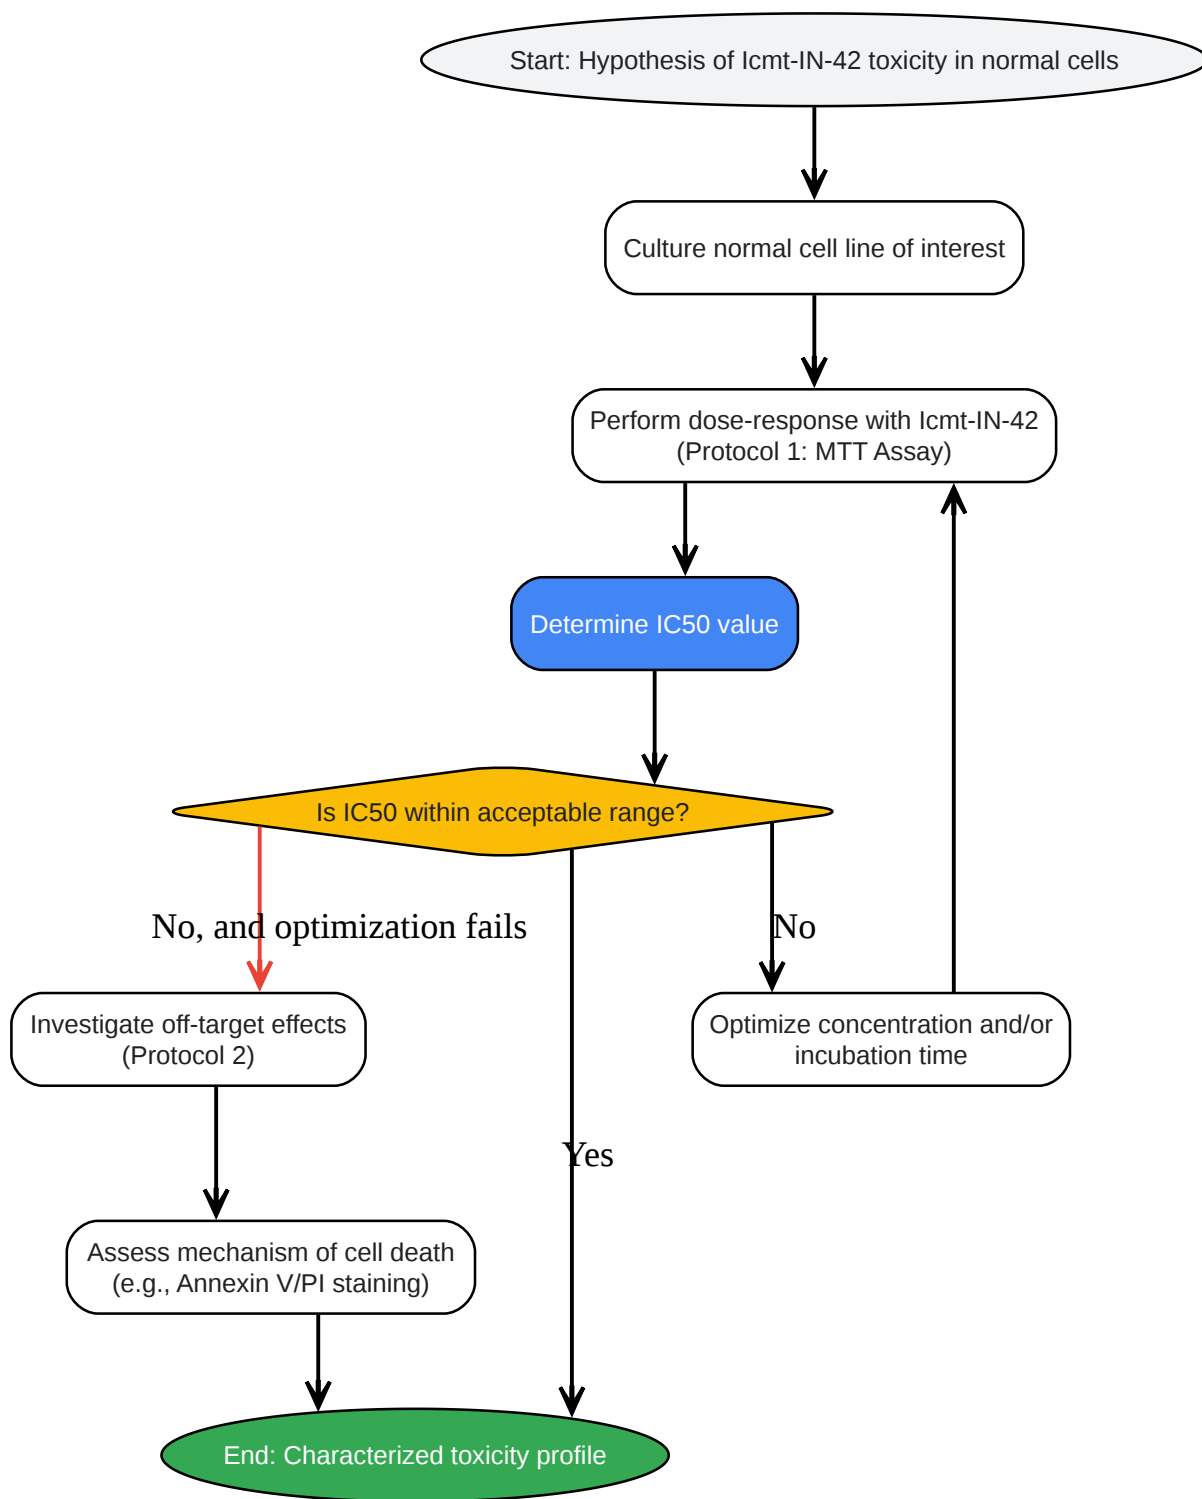 Start: Hypothesis of Icmt-IN-42 toxicity in normal cells
Culture normal cell line of interest
Perform dose-response with Icmt-IN-42
(Protocol 1: MTT Assay)
Determine IC50 value
Is IC50 within acceptable range?
No, and optimization fails
No
Investigate off-target effects
(Protocol 2)
Optimize concentration and/or
incubation time
Yes
Assess mechanism of cell death
(e.g., Annexin V/PI staining)
End: Characterized toxicity profile